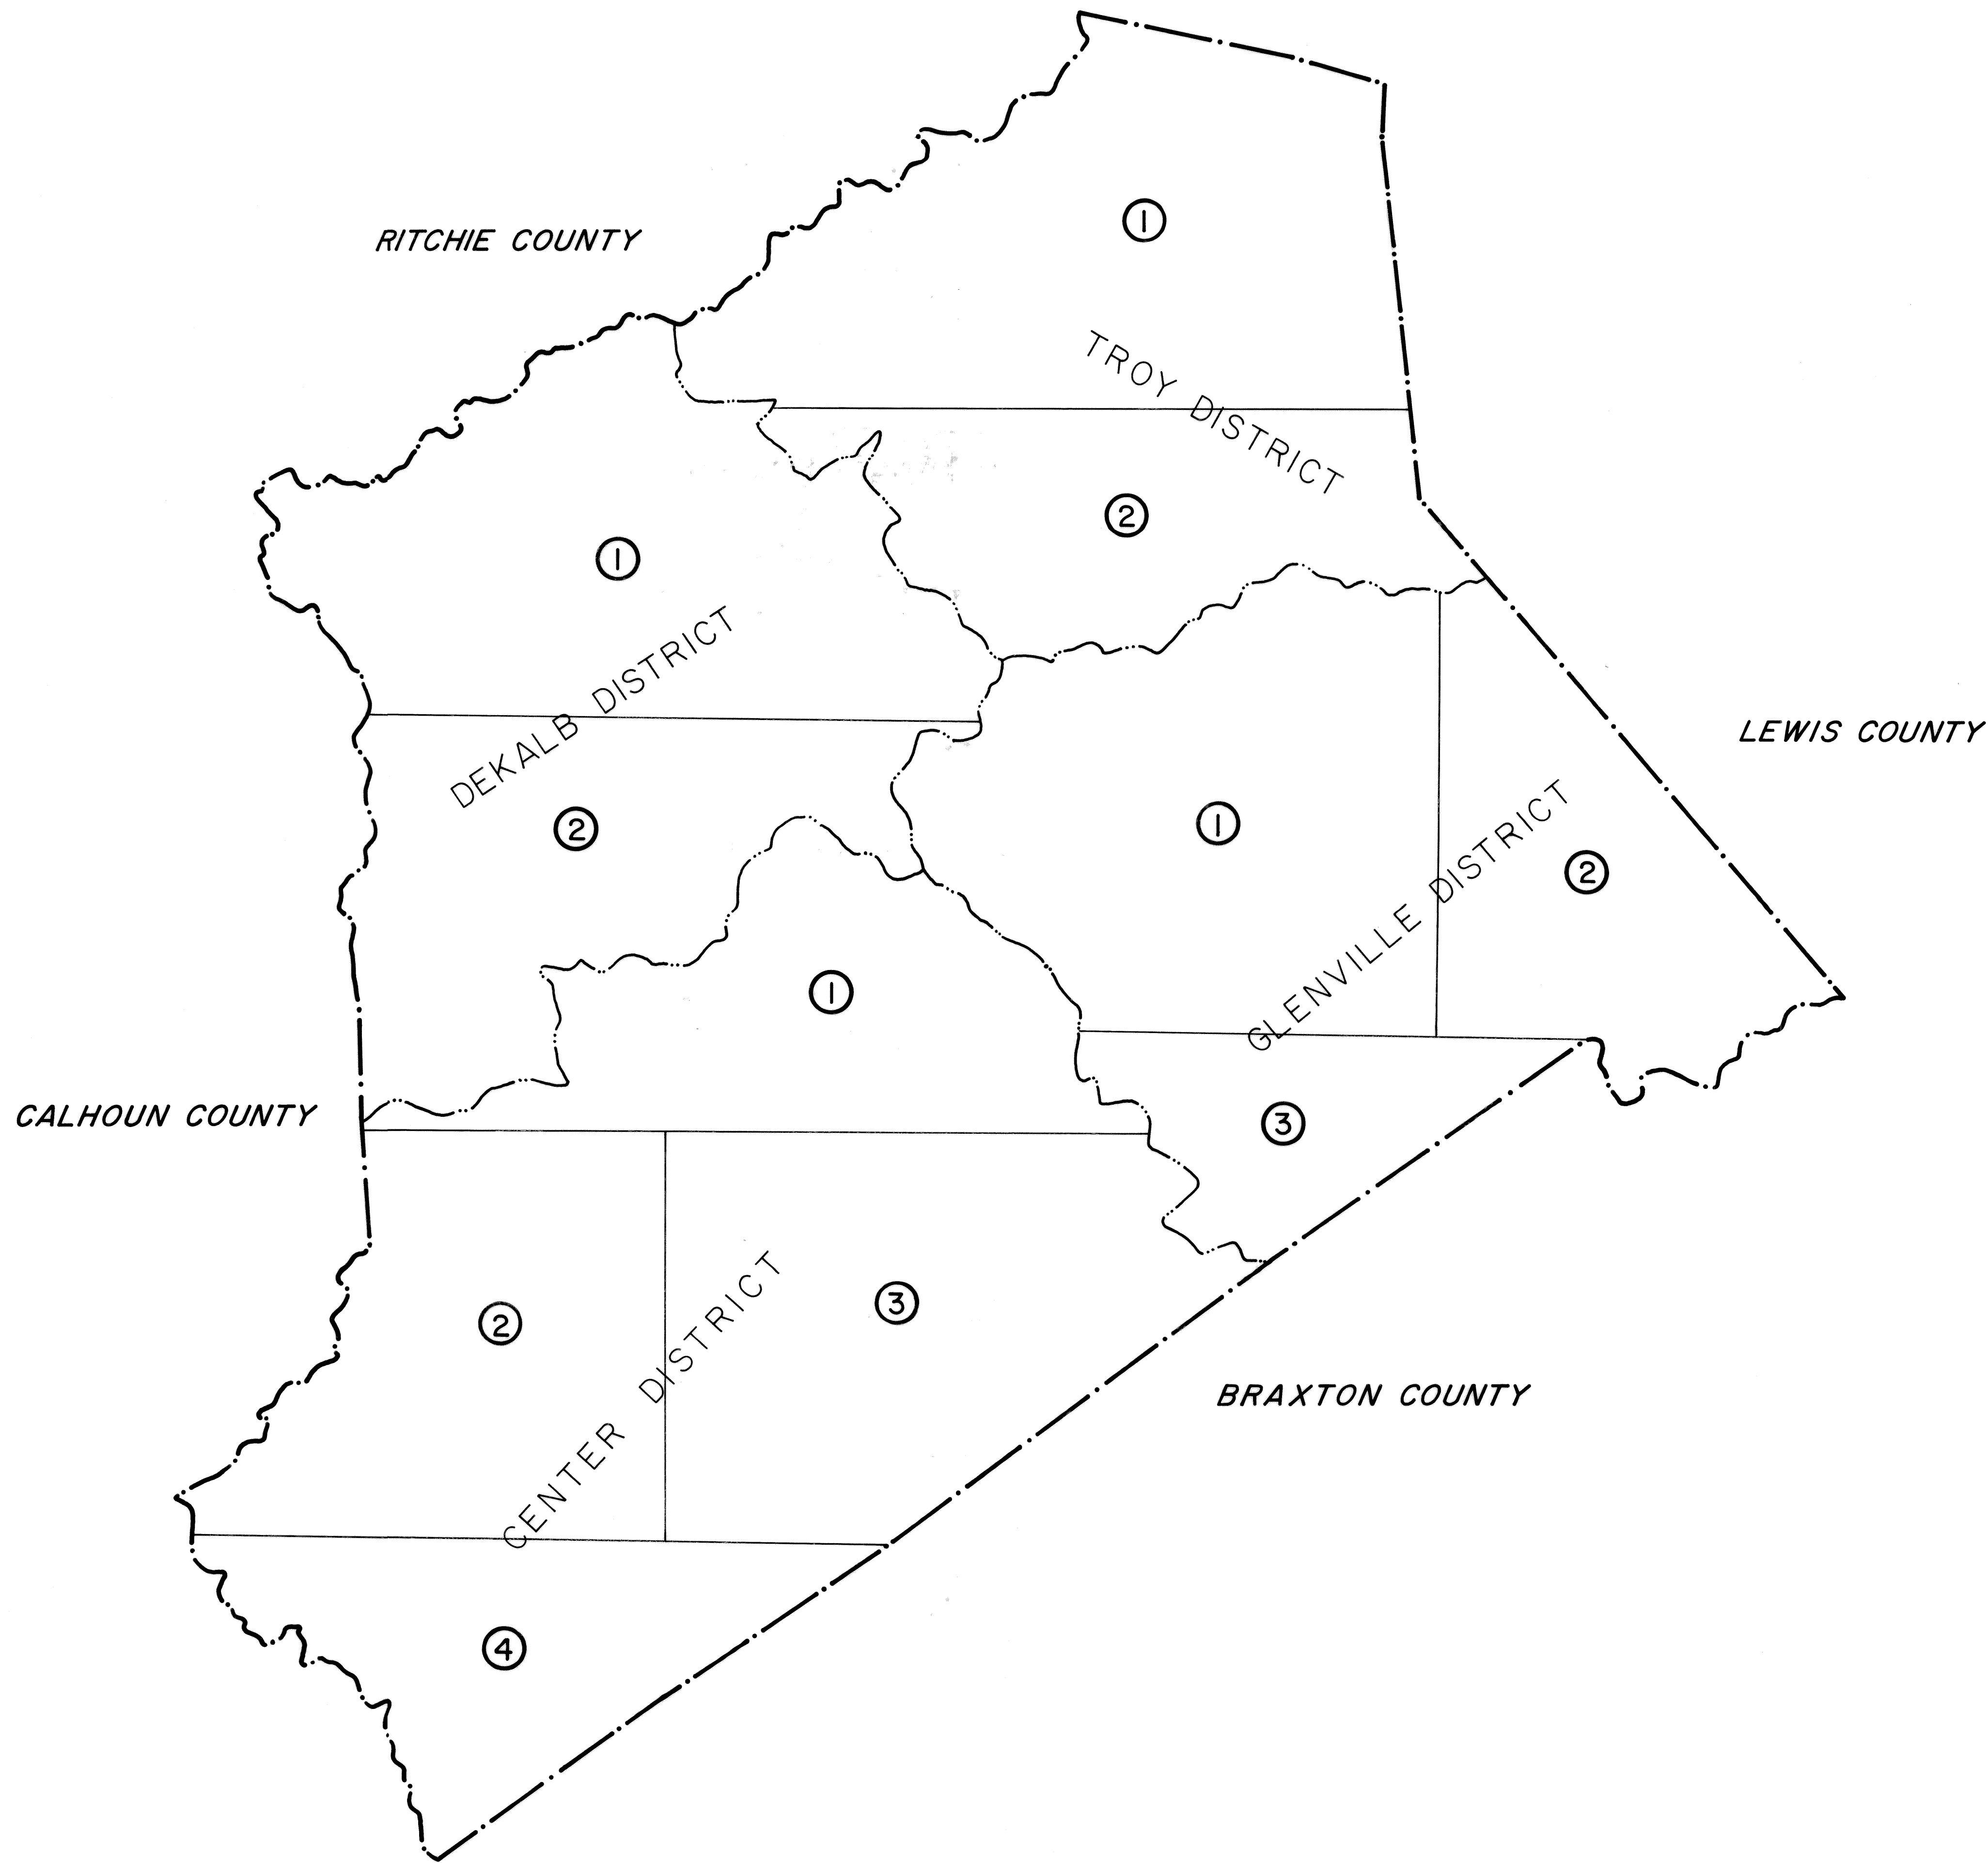 ①
RITCHIE COUNTY
TROY DISTRICT
②
①
DEKALB DISTRICT
LEWIS COUNTY
②
①
GLENVILLE DISTRICT
②
①
CALHOUN COUNTY
③
②
③
CENTER DISTRICT
BRAXTON COUNTY
④